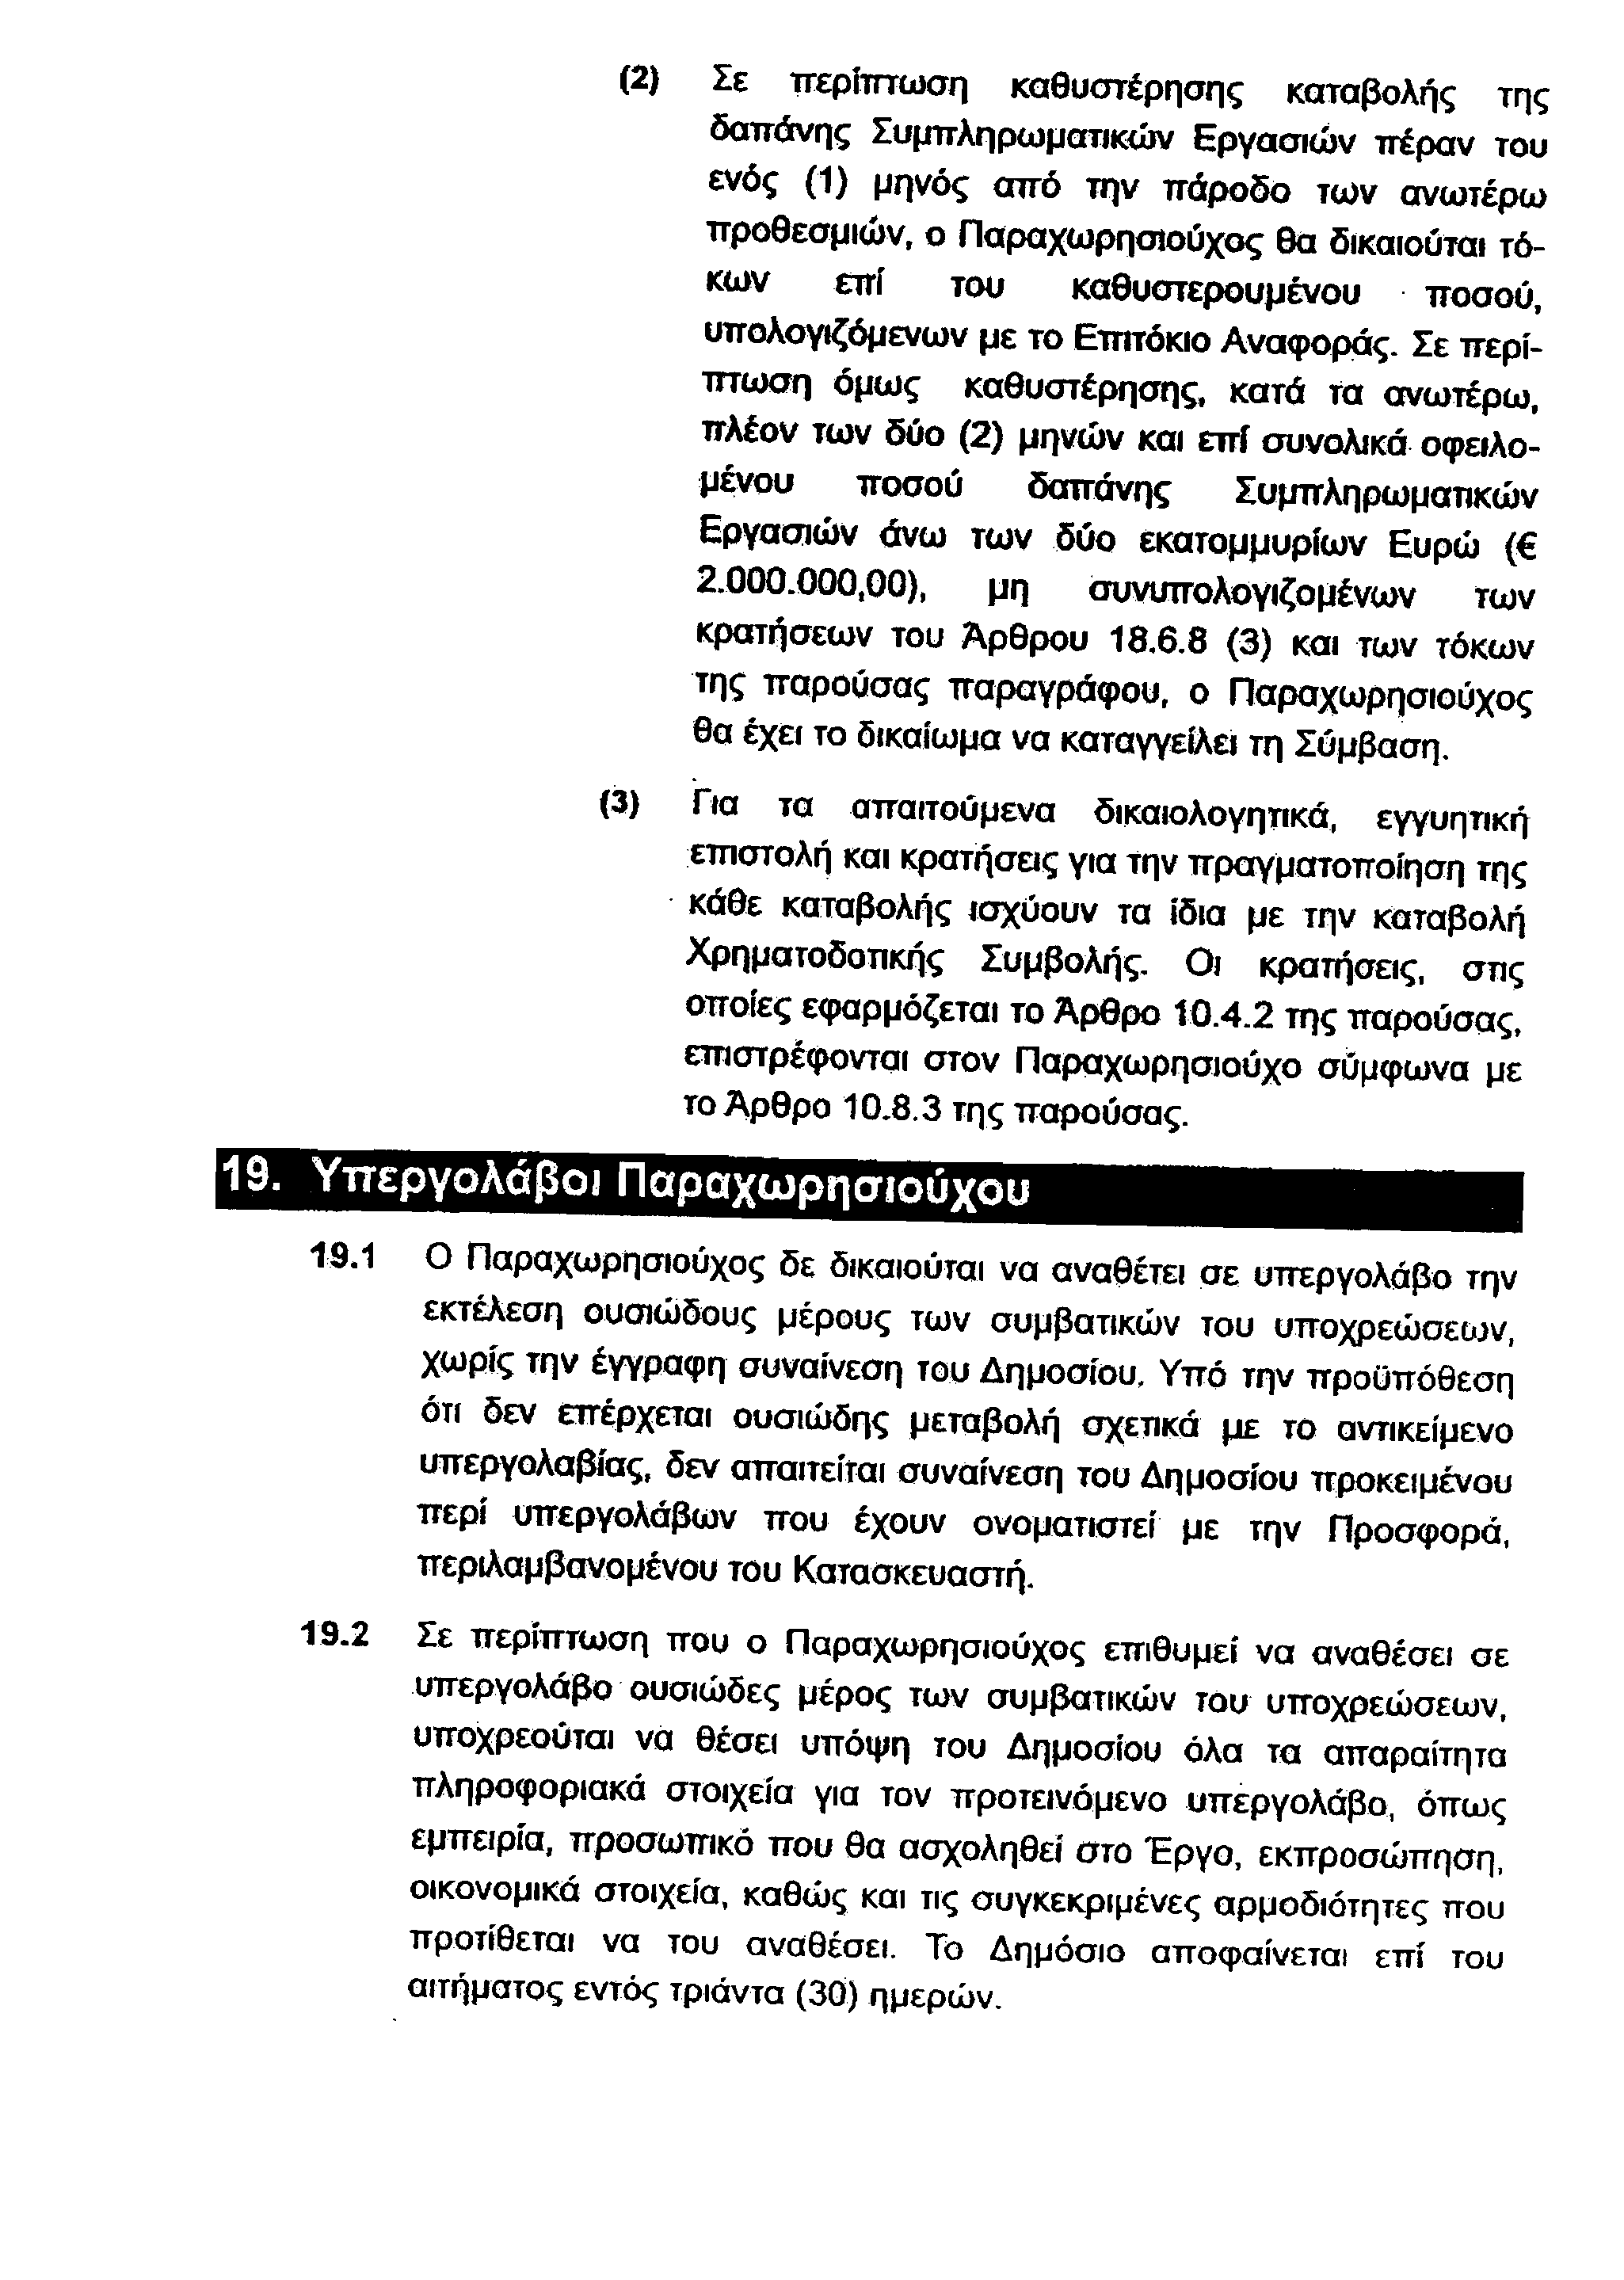 (2) Σε περίπτωση καθυστέρησης καταβολής της
δαπάνης Συμπληρωματικών Εργασιών πέραν του
ενός (1) μηνός από την πάροδο των ανωτέρω
προθεσμιών, ο Παραχωρησιούχος θα δικαιούται τό-
κων επί του καθυστερουμένου ποσού,
υπολογιζόμενων με το Επιτόκιο Αναφοράς. Σε περί-
πτωση όμως καθυστέρησης, κατά τα ανωτέρω,
πλέον των δύο (2) μηνών και επί συνολικά οφειλο-
μένου ποσού δαπάνης Συμπληρωματικών
Εργασιών άνω των δύο εκατομμυρίων Ευρώ (€
2.000.000,00), μη συνυπολογιζομένων των
κρατήσεων του Άρθρου 18.6.8 (3) και των τόκων
της παρούσας παραγράφου, ο Παραχωρησιούχος
θα έχει το δικαίωμα να καταγγείλει τη Σύμβαση.
(3) Για τα απαιτούμενα δικαιολογητικά, εγγυητική
επιστολή και κρατήσεις για την πραγματοποίηση της
κάθε καταβολής ισχύουν τα ίδια με την καταβολή
Χρηματοδοτικής Συμβολής. Οι κρατήσεις, στις
οποίες εφαρμόζεται το Άρθρο 10.4.2 της παρούσας,
επιστρέφονται στον Παραχωρησιούχο σύμφωνα με
το Άρθρο 10.8.3 της παρούσας.
19. Υπεργολάβοι Παραχωρησιούχου
19.1 Ο Παραχωρησιούχος δε δικαιούται να αναθέτει σε υπεργολάβο την
εκτέλεση ουσιώδους μέρους των συμβατικών του υποχρεώσεων,
χωρίς την έγγραφη συναίνεση του Δημοσίου. Υπό την προϋπόθεση
ότι δεν επέρχεται ουσιώδης μεταβολή σχετικά με το αντικείμενο
υπεργολαβίας, δεν απαιτείται συναίνεση του Δημοσίου προκειμένου
περί υπεργολάβων που έχουν ονοματιστεί με την Προσφορά,
περιλαμβανομένου του Κατασκευαστή.
19.2 Σε περίπτωση που ο Παραχωρησιούχος επιθυμεί να αναθέσει σε
υπεργολάβο ουσιώδες μέρος των συμβατικών του υποχρεώσεων,
υποχρεούται να θέσει υπόψη του Δημοσίου όλα τα απαραίτητα
πληροφοριακά στοιχεία για τον προτεινόμενο υπεργολάβο, όπως
εμπειρία, προσωπικό που θα ασχοληθεί στο Έργο, εκπροσώπηση,
οικονομικά στοιχεία, καθώς και τις συγκεκριμένες αρμοδιότητες που
προτίθεται να του αναθέσει. Το Δημόσιο αποφαίνεται επί του
αιτήματος εντός τριάντα (30) ημερών.